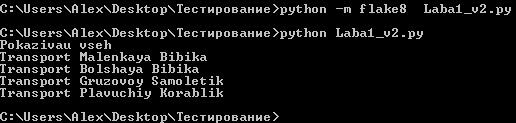 C:\Users\Alex\Desktop\Тестирование>python -m flake8  Laba1_v2.py
C:\Users\Alex\Desktop\Тестирование>python Laba1_v2.py
Pokazivau vseh
Transport Malenkaya Bibika
Transport Bolshaya Bibika
Transport Gruzovoy Samoletik
Transport Plavuchiy Korablik
C:\Users\Alex\Desktop\Тестирование>